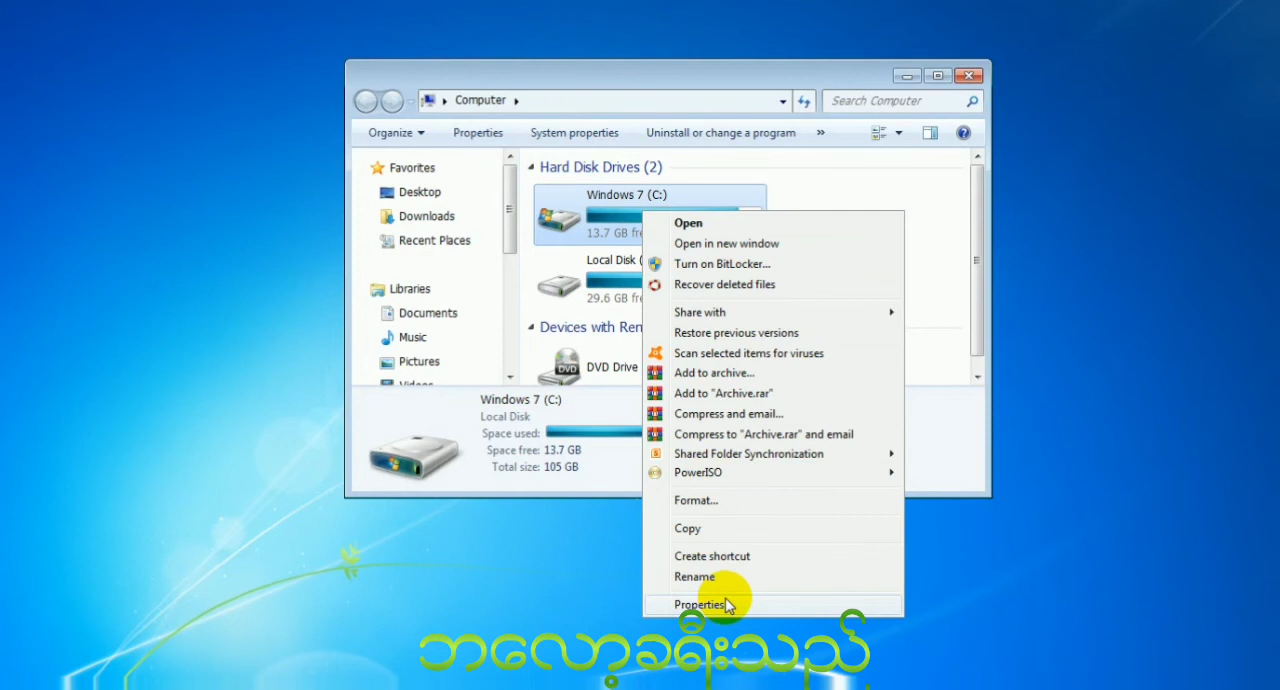 Computer
Search Computer
Organize
Properties
System properties
Uninstall or change a program
»
Favorites
Desktop
Downloads
Recent Places
Libraries
Documents
Music
Pictures
Videos
Hard Disk Drives (2)
Windows 7 (C:)
13.7 GB
Local Disk
29.6 GB
Devices with
DVD Drive
DVD
Windows 7 (C:)
Local Disk
Space used:
Space free: 13.7 GB
Total size: 105 GB
Open
Open in new window
Turn on BitLocker...
Recover deleted files
Share with
Restore previous versions
Scan selected items for viruses
Add to archive...
Add to "Archive.rar"
Compress and email...
Compress to "Archive.rar" and email
Shared Folder Synchronization
PowerISO
Format...
Copy
Create shortcut
Rename
Properties
ဘလော့ခရီးသည်